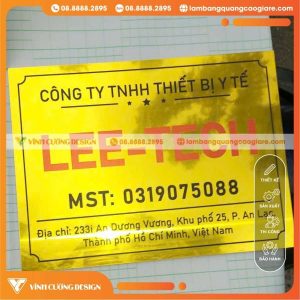 VĨNH CƯỜNG DESIGN
08.8888.2895
lambangquangcaogiare.com
CÔNG TY TNHH THIẾT BỊ Y TẾ
LEE-TECH
MST: 0319075088
Địa chỉ: 233i An Dương Vương, Khu phố 25, P. An Lạc,
Thành phố Hồ Chí Minh, Việt Nam
THIẾT KẾ
SẢN XUẤT
THI CÔNG
BẢO HÀNH
VĨNH CƯỜNG DESIGN
08.8888.2895
lambangquangcaogiare.com